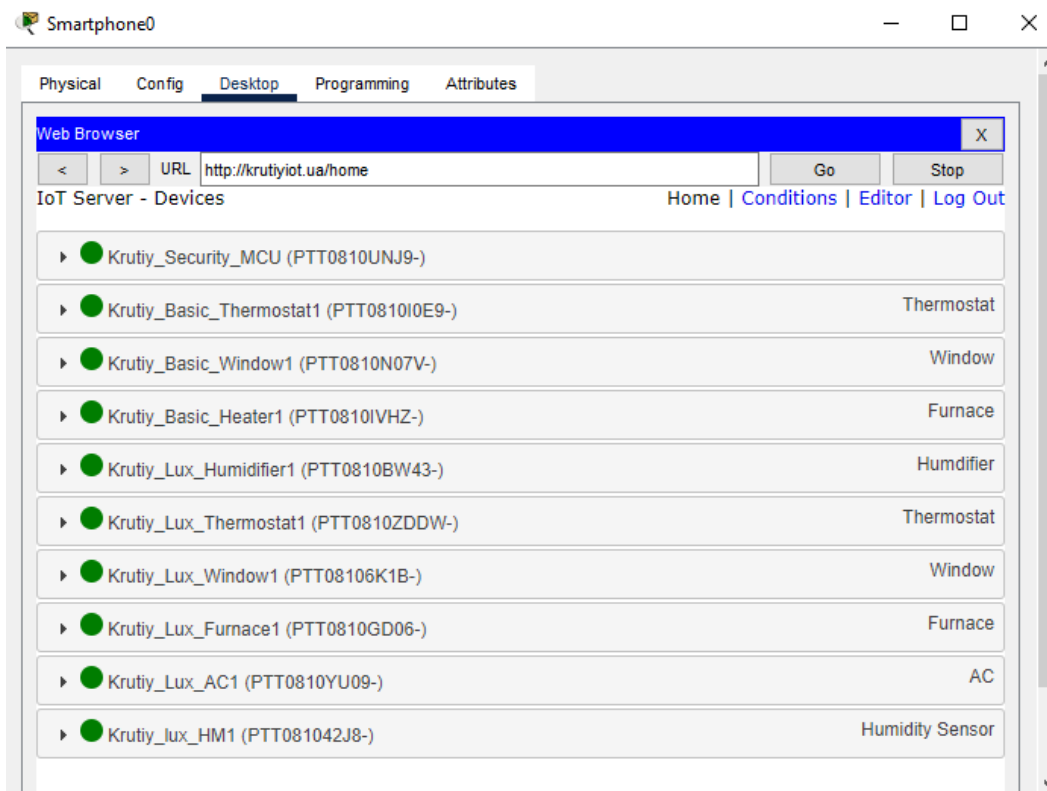 Smartphone0
Physical Config Desktop Programming Attributes
Web Browser X
< > URL http://krutiyiot.ua/home Go Stop
IoT Server - Devices Home | Conditions | Editor | Log Out
Krutiy_Security_MCU (PTT0810UNJ9-)
Krutiy_Basic_Thermostat1 (PTT0810I0E9-) Thermostat
Krutiy_Basic_Window1 (PTT0810N07V-) Window
Krutiy_Basic_Heater1 (PTT0810IVHZ-) Furnace
Krutiy_Lux_Humidifier1 (PTT0810BW43-) Humdifier
Krutiy_Lux_Thermostat1 (PTT0810ZDDW-) Thermostat
Krutiy_Lux_Window1 (PTT08106K1B-) Window
Krutiy_Lux_Furnace1 (PTT0810GD06-) Furnace
Krutiy_Lux_AC1 (PTT0810YU09-) AC
Krutiy_lux_HM1 (PTT081042J8-) Humidity Sensor